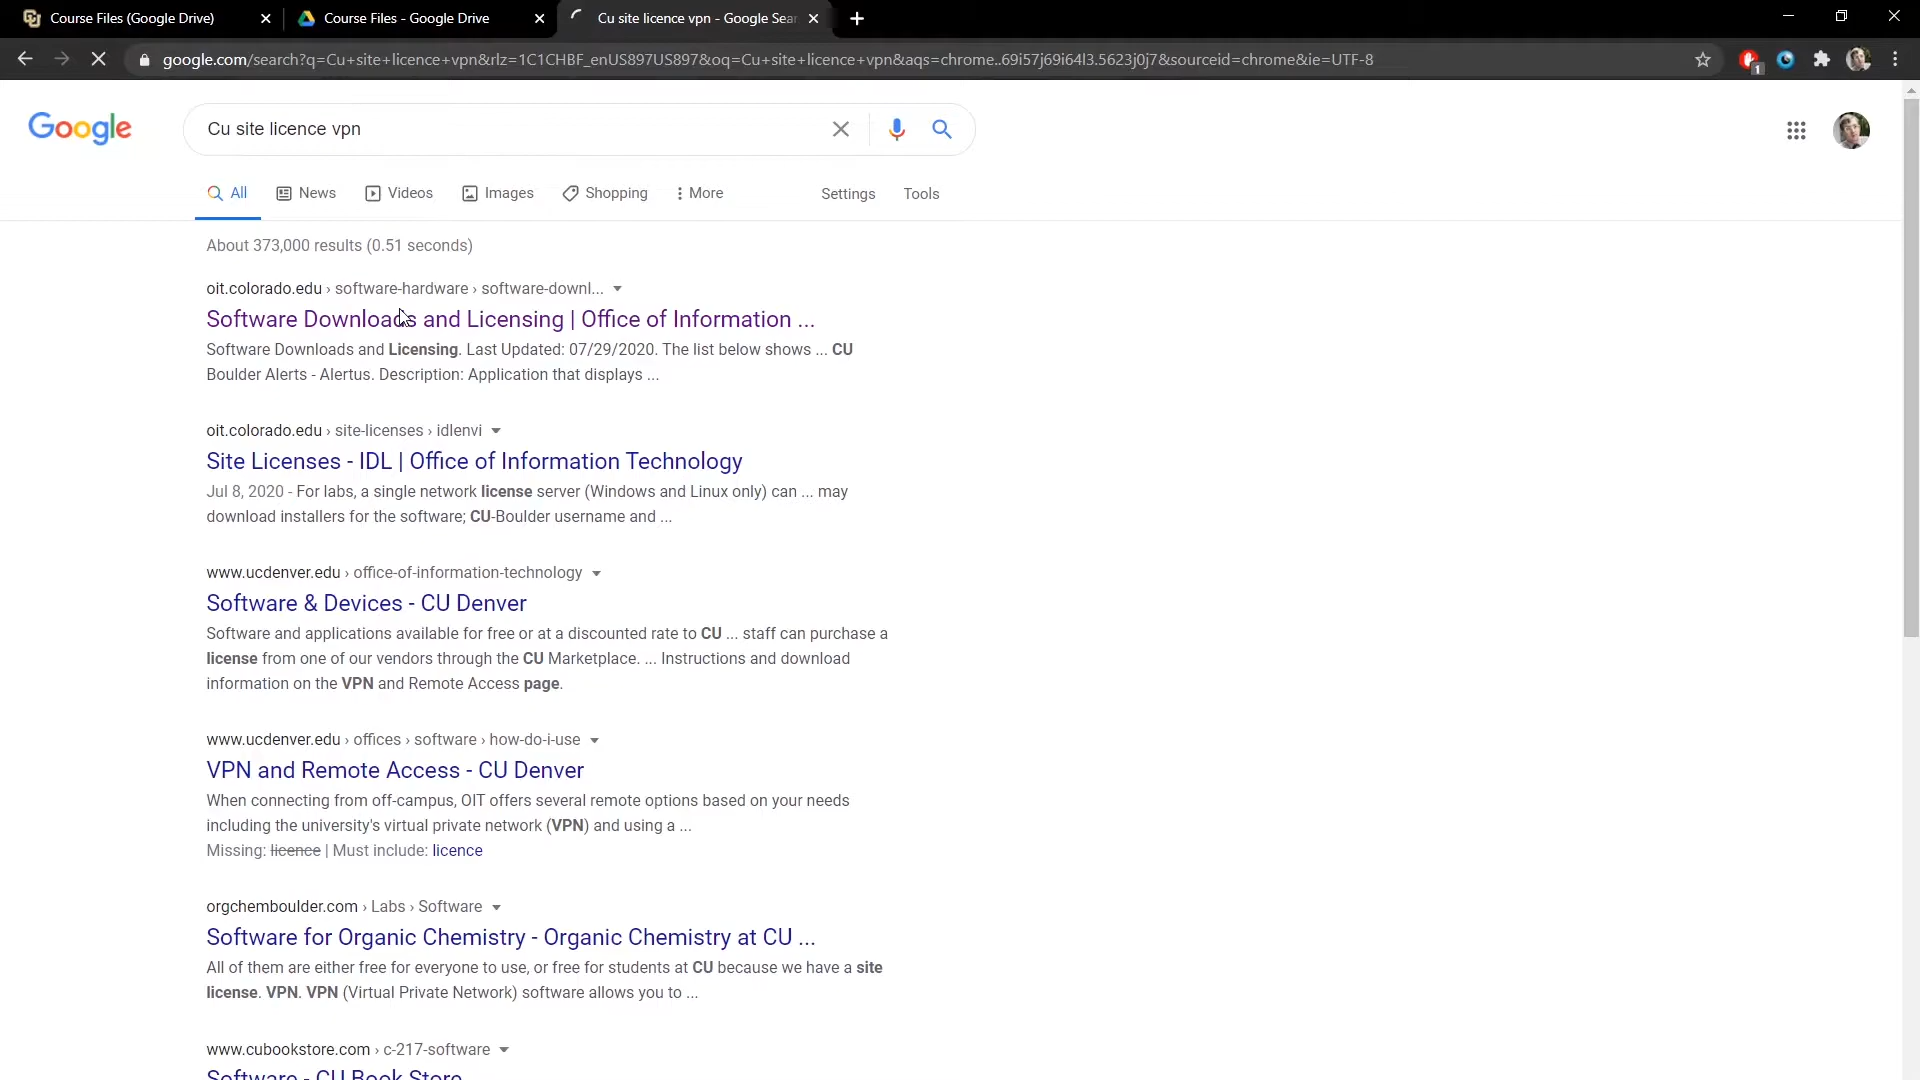 Course Files (Google Drive)
Course Files - Google Drive
Cu site licence vpn - Google Sear
google.com/search?q=Cu+site+licence+vpn&rlz=1C1CHBF_enUS897US897&oq=Cu+site+licence+vpn&aqs=chrome..69i57j69i64l3.5623j0j7&sourceid=chrome&ie=UTF-8
1
Google
Cu site licence vpn
All News Videos Images Shopping More Settings Tools
About 373,000 results (0.51 seconds)
oit.colorado.edu › software-hardware › software-downl...
Software Downloads and Licensing | Office of Information ...
Software Downloads and Licensing. Last Updated: 07/29/2020. The list below shows ... CU
Boulder Alerts - Alertus. Description: Application that displays ...
oit.colorado.edu › site-licenses › idlenvi
Site Licenses - IDL | Office of Information Technology
Jul 8, 2020 - For labs, a single network license server (Windows and Linux only) can ... may
download installers for the software; CU-Boulder username and ...
www.ucdenver.edu › office-of-information-technology
Software & Devices - CU Denver
Software and applications available for free or at a discounted rate to CU ... staff can purchase a
license from one of our vendors through the CU Marketplace. ... Instructions and download
information on the VPN and Remote Access page.
www.ucdenver.edu › offices › software › how-do-i-use
VPN and Remote Access - CU Denver
When connecting from off-campus, OIT offers several remote options based on your needs
including the university's virtual private network (VPN) and using a ...
Missing: licence | Must include: licence
orgchemboulder.com › Labs › Software
Software for Organic Chemistry - Organic Chemistry at CU ...
All of them are either free for everyone to use, or free for students at CU because we have a site
license. VPN. VPN (Virtual Private Network) software allows you to ...
www.cubookstore.com › c-217-software
Software - CU Book Store